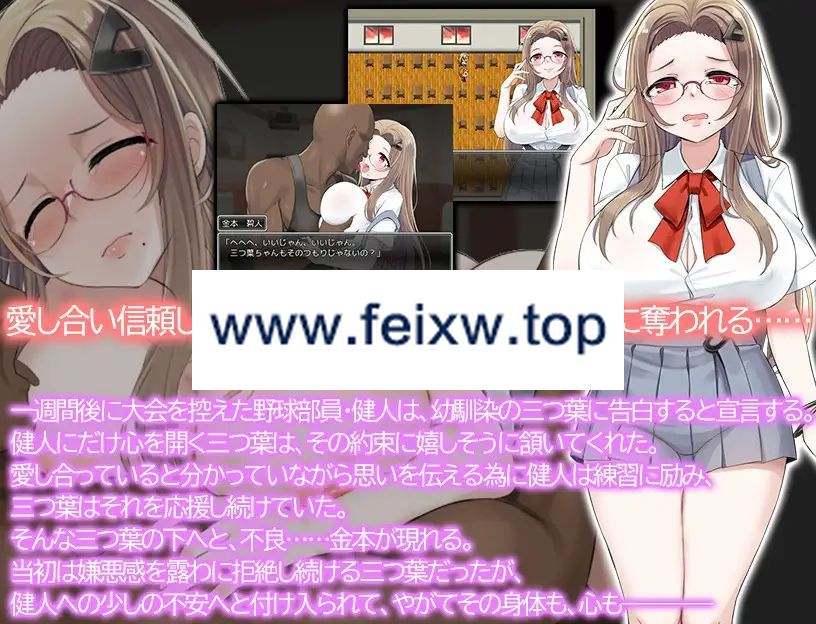 金本 碧人
「へへへ、いいじゃん、いいじゃん。
三つ葉ちゃんもそのつもりじゃないの？」
愛し合い信頼し
に奪われる……
www.feixw.top
一週間後に大会を控えた野球部員・健人は、幼馴染の三つ葉に告白すると宣言する。
健人にだけ心を開く三つ葉は、その約束に嬉しそうに頷いてくれた。
愛し合っていると分かっていながら思いを伝える為に健人は練習に励み、
三つ葉はそれを応援し続けていた。
そんな三つ葉の下へと、不良……金本が現れる。
当初は嫌悪感を露わに拒絶し続ける三つ葉だったが、
健人への少しの不安へと付け入られて、やがてその身体も、心も――――